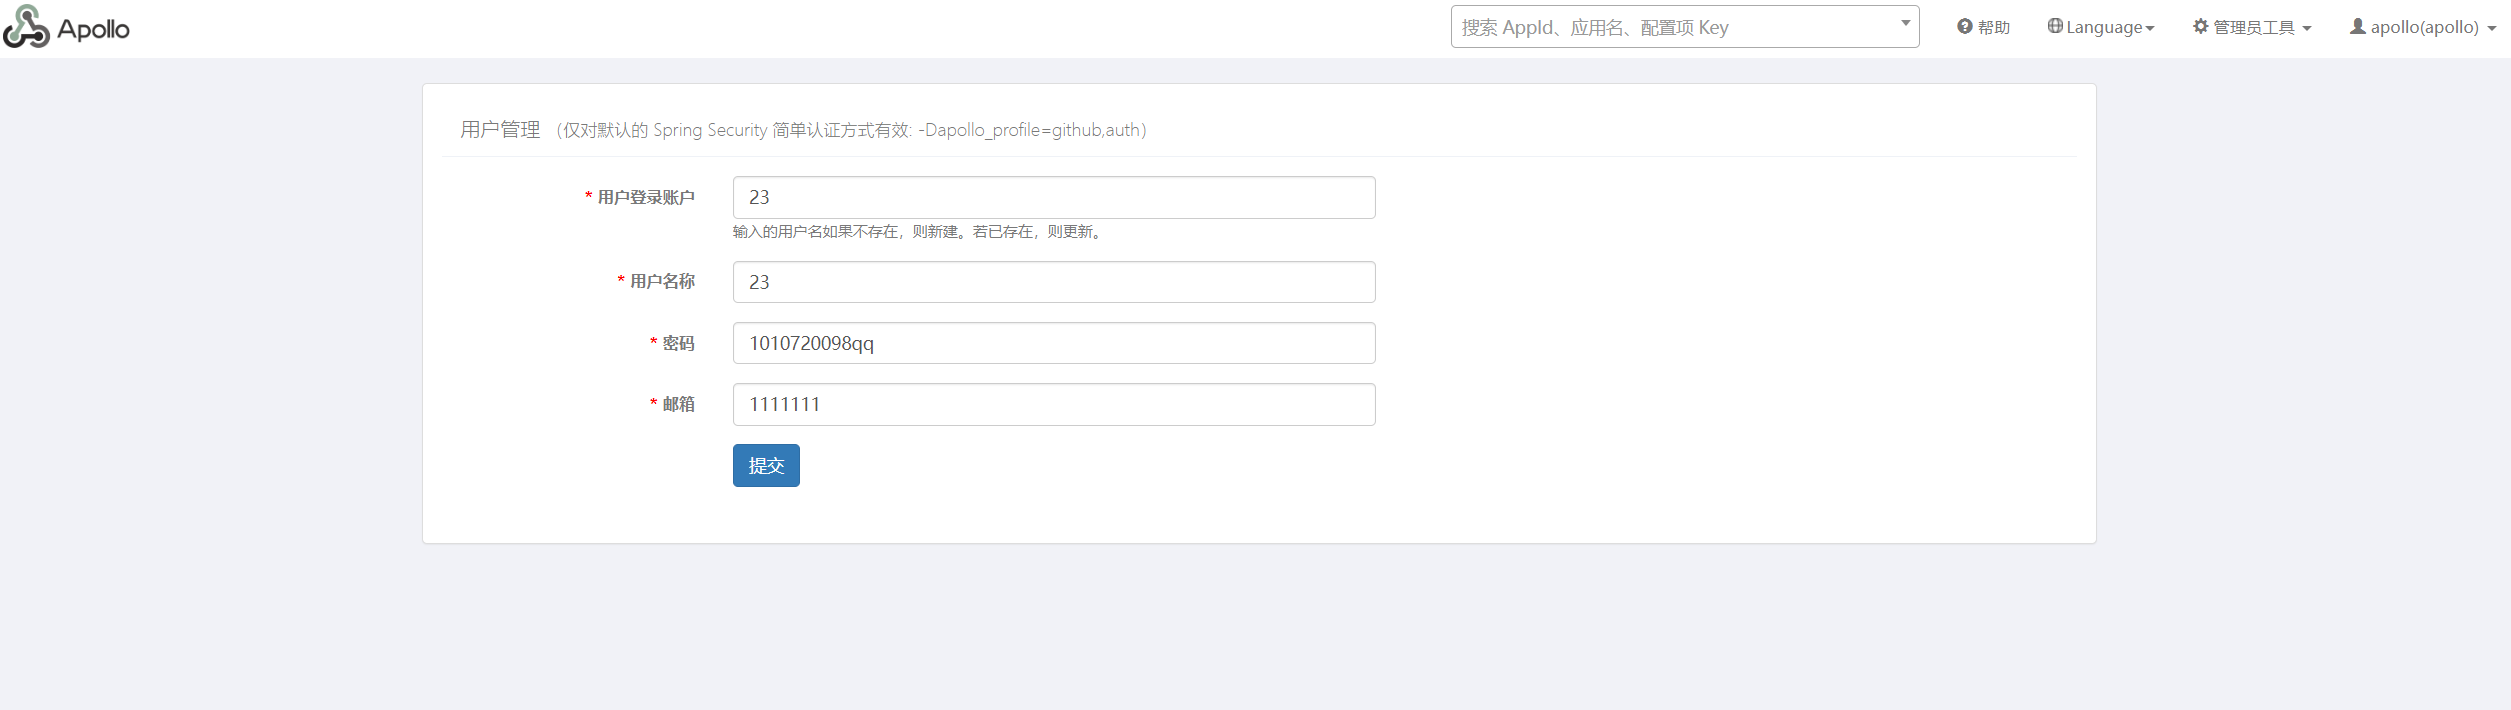 Apollo
搜索 AppId、应用名、配置项 Key
帮助
Language
管理员工具
apollo(apollo)
用户管理 （仅对默认的 Spring Security 简单认证方式有效: -Dapollo_profile=github,auth）
* 用户登录账户
23
输入的用户名如果不存在，则新建。若已存在，则更新。
* 用户名称
23
* 密码
1010720098qq
* 邮箱
1111111
提交